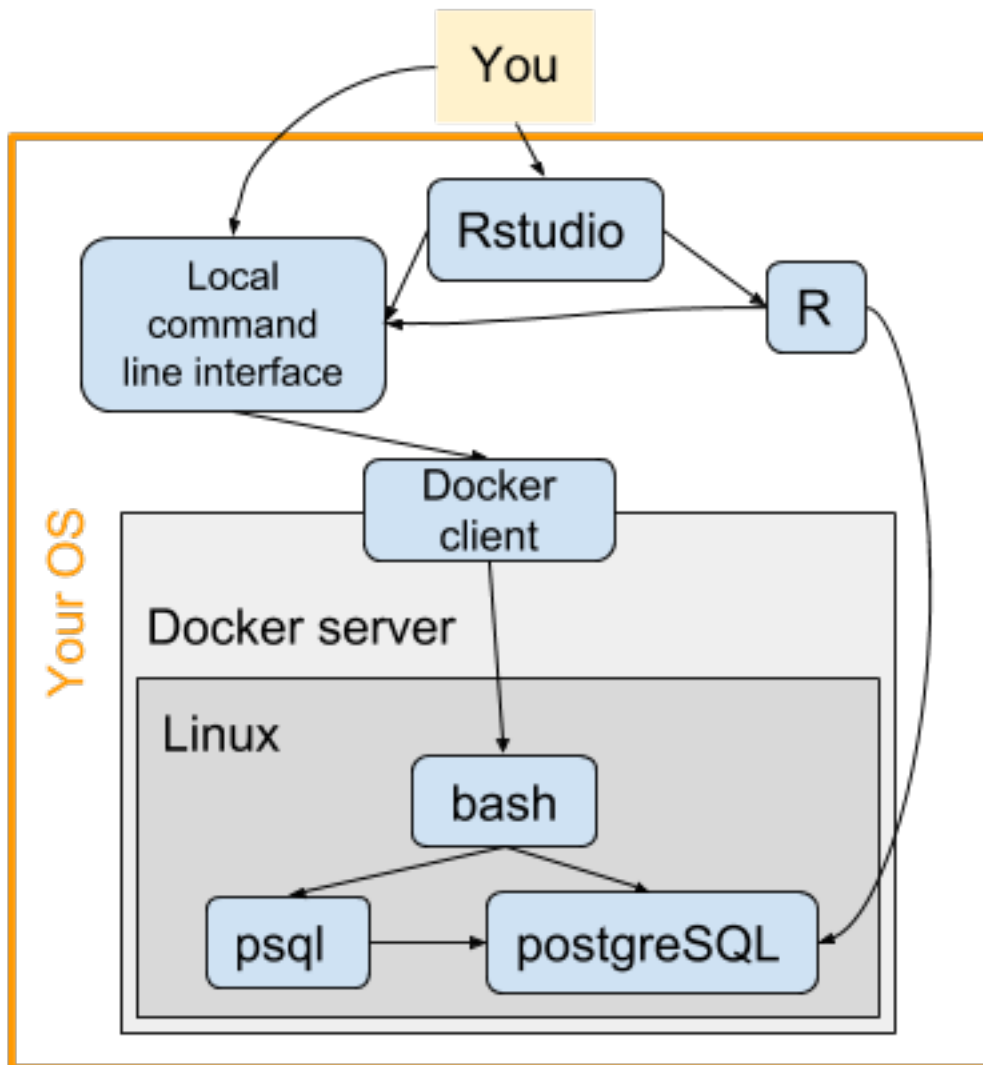 You
Rstudio
Local
command
line interface
R
Docker
client
Your OS
Docker server
Linux
bash
psql
postgreSQL